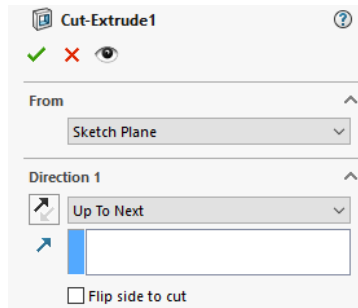 Cut-Extrude1
?
From
Sketch Plane
Direction 1
Up To Next
Flip side to cut